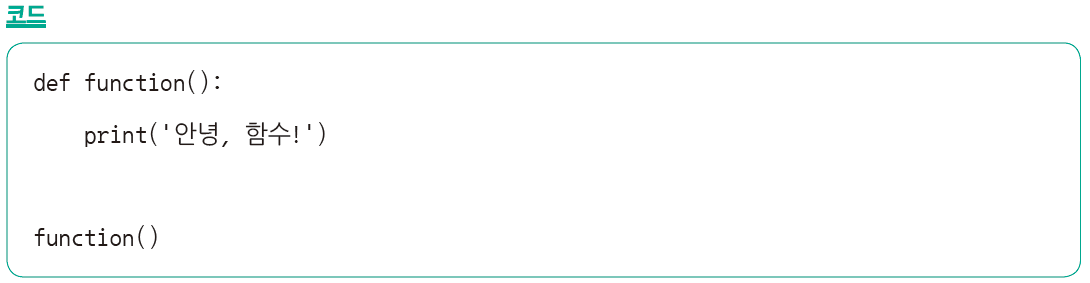 코드
def function():
    print('안녕, 함수!')
function()